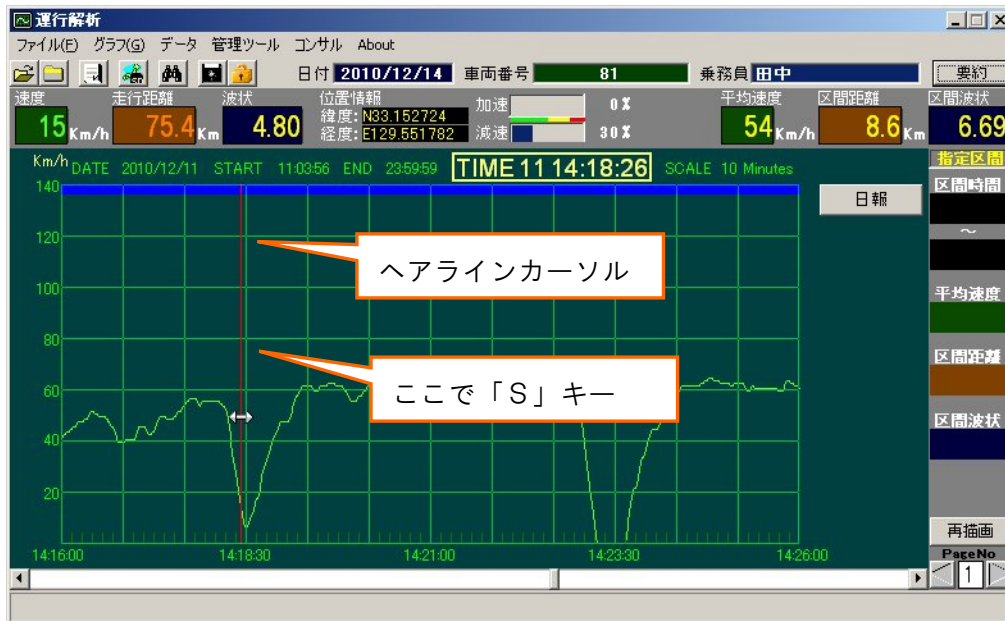 運行解析
ファイル(F) グラフ(G) データ 管理ツール コンサル About
日付 2010/12/14 車両番号 81 乗務員 田中 要約
速度 走行距離 波状 位置情報 加速 0% 平均速度 区間距離 区間波状
15 Km/h 75.4 Km 4.80 緯度: N33.152724 減速 30% 54 Km/h 8.6 Km 6.69
経度: E129.551782
Km/h DATE 2010/12/11 START 11:03:56 END 23:59:59 TIME 11 14:18:26 SCALE 10 Minutes 指定区間
140 日報 区間時間
120 ～
ヘアラインカーソル
100 平均速度
80 区間距離
60 ここで「S」キー 区間波状
40
20
再描画
14:16:00 14:18:30 14:21:00 14:23:30 14:26:00 PageNo
1